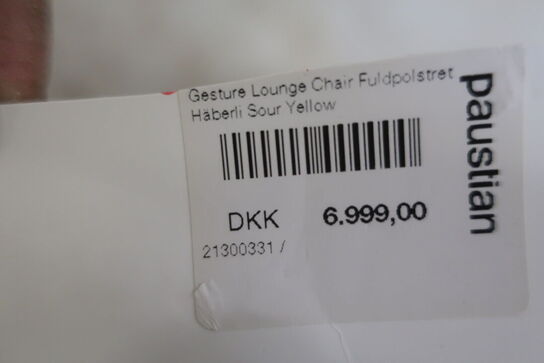 Gesture Lounge Chair Fuldpolstret
Häberli Sour Yellow
DKK 6.999,00
21300331 /
paustian